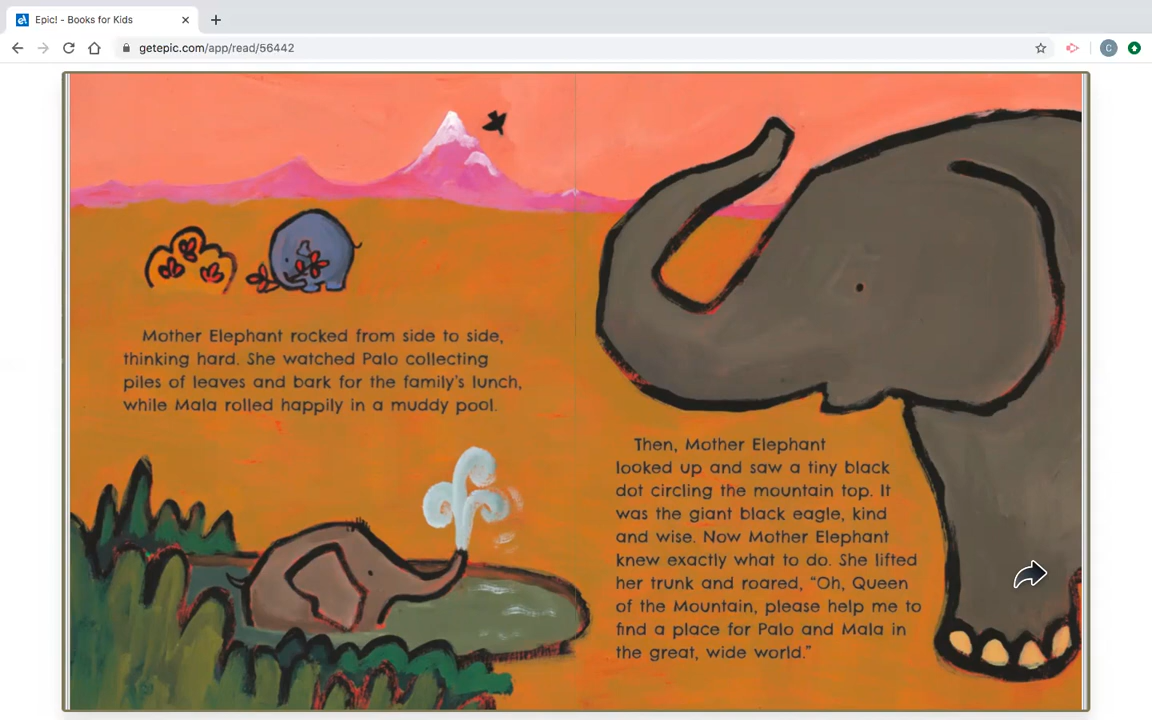 Epic! - Books for Kids
getepic.com/app/read/56442
C
Mother Elephant rocked from side to side,
thinking hard. She watched Palo collecting
piles of leaves and bark for the family's lunch,
while Mala rolled happily in a muddy pool.
Then, Mother Elephant
looked up and saw a tiny black
dot circling the mountain top. It
was the giant black eagle, kind
and wise. Now Mother Elephant
knew exactly what to do. She lifted
her trunk and roared, “Oh, Queen
of the Mountain, please help me to
find a place for Palo and Mala in
the great, wide world.”